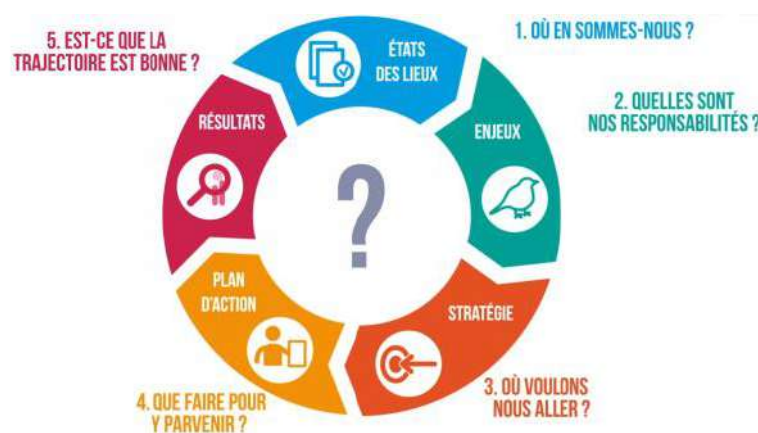 1. OÙ EN SOMMES-NOUS ?
ÉTATS
DES LIEUX
2. QUELLES SONT
NOS RESPONSABILITÉS ?
ENJEUX
3. OÙ VOULONS
NOUS ALLER ?
STRATÉGIE
4. QUE FAIRE POUR
Y PARVENIR ?
PLAN
D'ACTION
5. EST-CE QUE LA
TRAJECTOIRE EST BONNE ?
RÉSULTATS
?